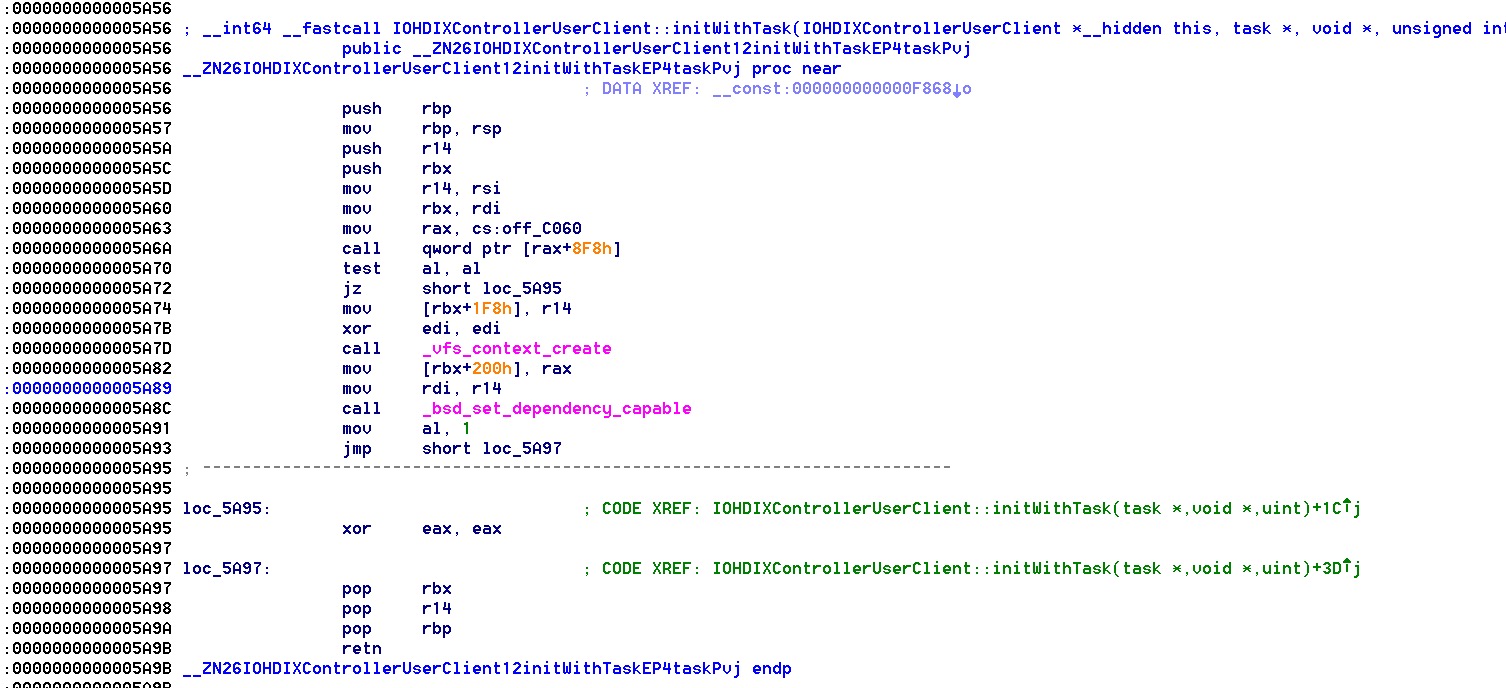 :0000000000005A56
:0000000000005A56 ; __int64 __fastcall IOHDIXControllerUserClient::initWithTask(IOHDIXControllerUserClient *__hidden this, task *, void *, unsigned int
:0000000000005A56 public __ZN26IOHDIXControllerUserClient12initWithTaskEP4taskPvj
:0000000000005A56 __ZN26IOHDIXControllerUserClient12initWithTaskEP4taskPvj proc near
:0000000000005A56 ; DATA XREF: __const:000000000000F868↓o
:0000000000005A56 push rbp
:0000000000005A57 mov rbp, rsp
:0000000000005A5A push r14
:0000000000005A5C push rbx
:0000000000005A5D mov r14, rsi
:0000000000005A60 mov rbx, rdi
:0000000000005A63 mov rax, cs:off_C060
:0000000000005A6A call qword ptr [rax+8F8h]
:0000000000005A70 test al, al
:0000000000005A72 jz short loc_5A95
:0000000000005A74 mov [rbx+1F8h], r14
:0000000000005A7B xor edi, edi
:0000000000005A7D call _vfs_context_create
:0000000000005A82 mov [rbx+200h], rax
:0000000000005A89 mov rdi, r14
:0000000000005A8C call _bsd_set_dependency_capable
:0000000000005A91 mov al, 1
:0000000000005A93 jmp short loc_5A97
:0000000000005A95 ; ---------------------------------------------------------------------------
:0000000000005A95
:0000000000005A95 loc_5A95: ; CODE XREF: IOHDIXControllerUserClient::initWithTask(task *,void *,uint)+1C↑j
:0000000000005A95 xor eax, eax
:0000000000005A97
:0000000000005A97 loc_5A97: ; CODE XREF: IOHDIXControllerUserClient::initWithTask(task *,void *,uint)+3D↑j
:0000000000005A97 pop rbx
:0000000000005A98 pop r14
:0000000000005A9A pop rbp
:0000000000005A9B retn
:0000000000005A9B __ZN26IOHDIXControllerUserClient12initWithTaskEP4taskPvj endp